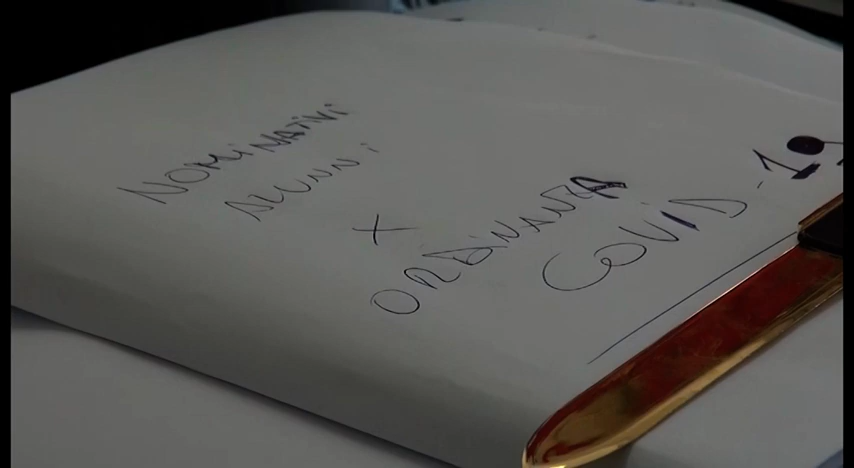 NOMiNATiVi
ALUNNi
X
ORDiNANZA
COViD-19